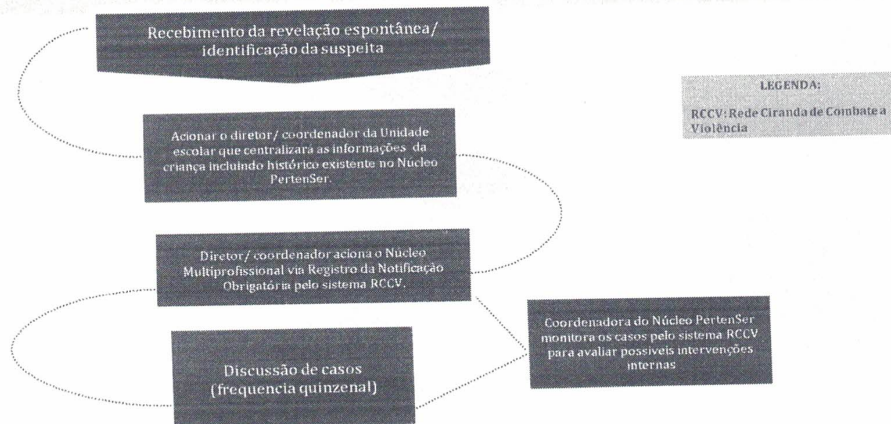 Recebimento da revelação espontânea/
identificação da suspeita
LEGENDA:
RCCV: Rede Ciranda de Combate a
Violência
Acionar o diretor/ coordenador da Unidade
escolar que centralizará as informações da
criança incluindo histórico existente no Núcleo
PertenSer.
Diretor/ coordenador aciona o Núcleo
Multiprofissional via Registro da Notificação
Obrigatória pelo sistema RCCV.
Coordenadora do Núcleo PertenSer
monitora os casos pelo sistema RCCV
para avaliar possíveis intervenções
internas
Discussão de casos
(frequencia quinzenal)